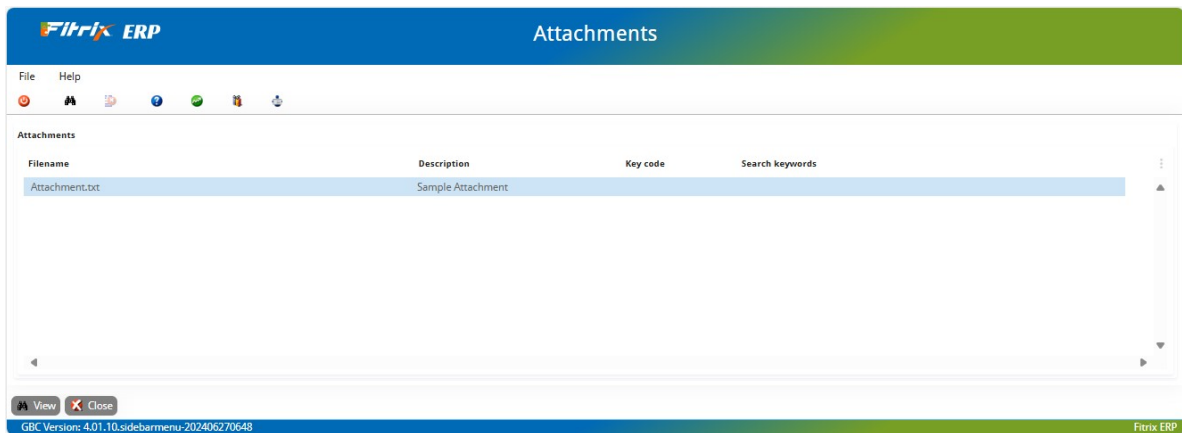 Fitrix ERP
Attachments
File Help
Attachments
Filename Description Key code Search keywords
Attachment.txt Sample Attachment
View Close
GBC Version: 4.01.10.sidebarmenu-202406270648 Fitrix ERP